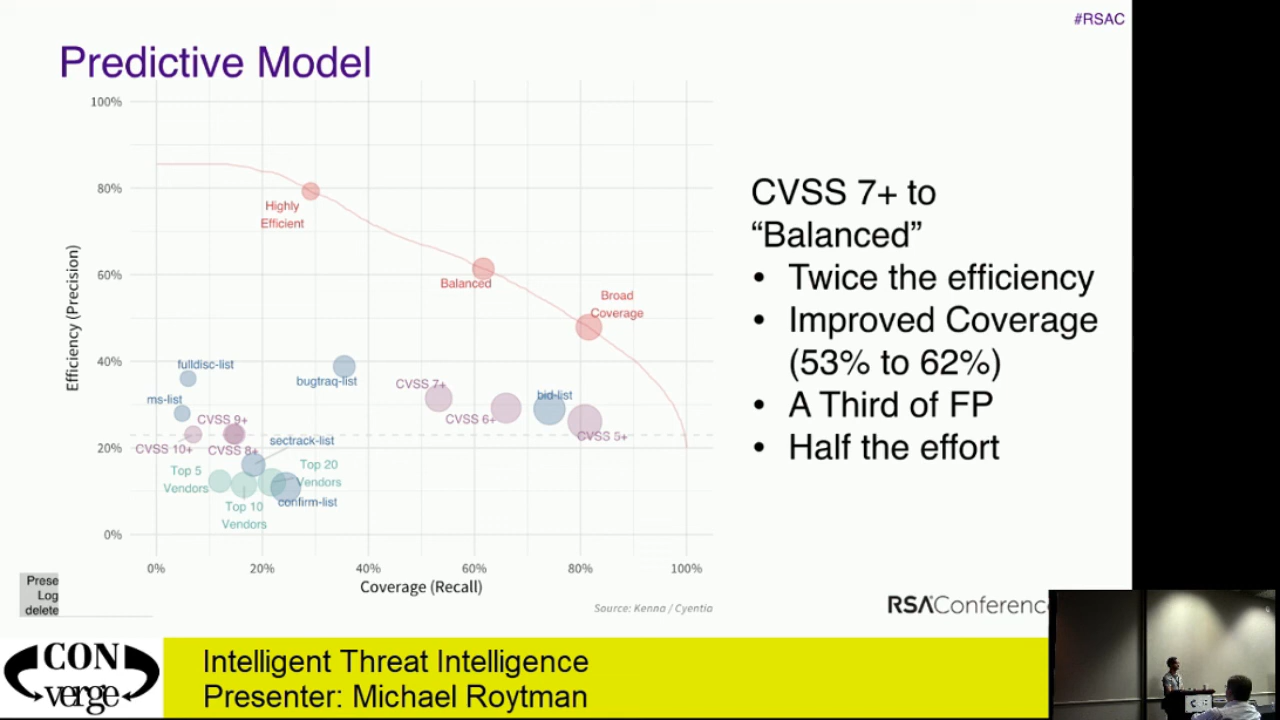 #RSAC
Predictive Model
100%
80%
60%
40%
20%
0%
Efficiency (Precision)
Highly
Efficient
Balanced
Broad
Coverage
fulldisc-list
bugtraq-list
ms-list
CVSS 7+
bid-list
CVSS 9+
CVSS 6+
CVSS 5+
CVSS 10+
CVSS 8+
sectrack-list
Top 5
Vendors
Top 20
Vendors
Top 10
Vendors
confirm-list
0%
20%
40%
60%
80%
100%
Coverage (Recall)
Source: Kenna / Cyentia
CVSS 7+ to
“Balanced”
• Twice the efficiency
• Improved Coverage
(53% to 62%)
• A Third of FP
• Half the effort
Prese
Log
delete
RSAConferenc
CON
verge
Intelligent Threat Intelligence
Presenter: Michael Roytman